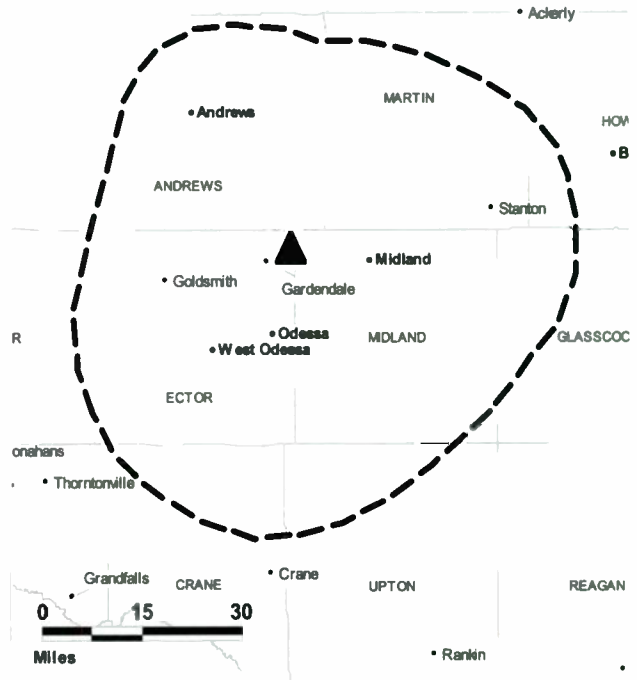 Ackerly
MARTIN
Andrews
HOW
B
ANDREWS
Stanton
Midland
Goldsmith
Gardendale
Odessa
R
MIDLAND
GLASSCOC
West Odessa
ECTOR
onahans
Thorntonville
Crane
Grandfalls
CRANE
UPTON
REAGAN
0 15 30
Miles
Rankin